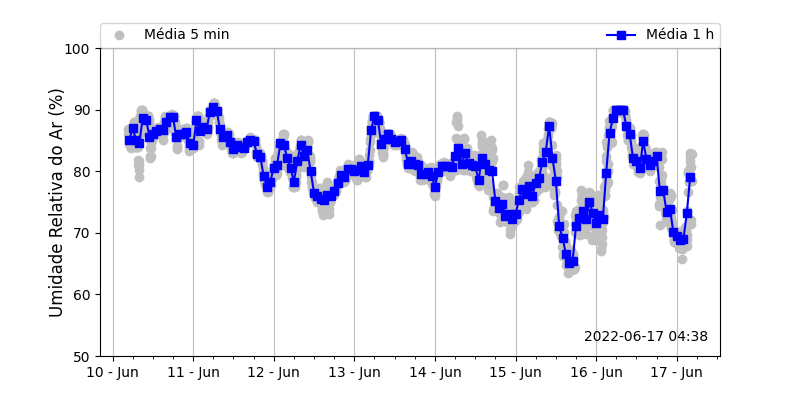 Média 5 min
Média 1 h
Umidade Relativa do Ar (%)
100
90
80
70
60
50
2022-06-17 04:38
10 - Jun
11 - Jun
12 - Jun
13 - Jun
14 - Jun
15 - Jun
16 - Jun
17 - Jun